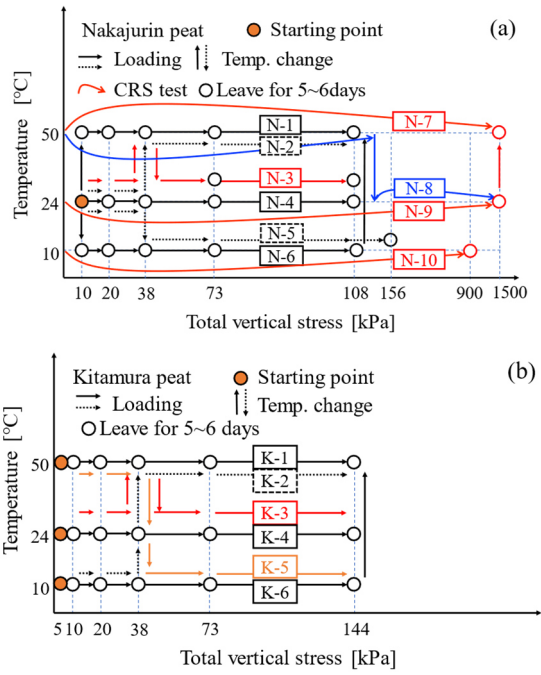 Nakajurin peat
Starting point
(a)
Loading
Temp. change
CRS test
Leave for 5~6days
Temperature [℃]
50
24
10
N-1
N-2
N-3
N-4
N-5
N-6
N-7
N-8
N-9
N-10
10 20 38 73 108 156 900 1500
Total vertical stress [kPa]
(b)
Kitamura peat
Starting point
Loading
Temp. change
Leave for 5~6 days
Temperature [℃]
50
24
10
K-1
K-2
K-3
K-4
K-5
K-6
5 10 20 38 73 144
Total vertical stress [kPa]